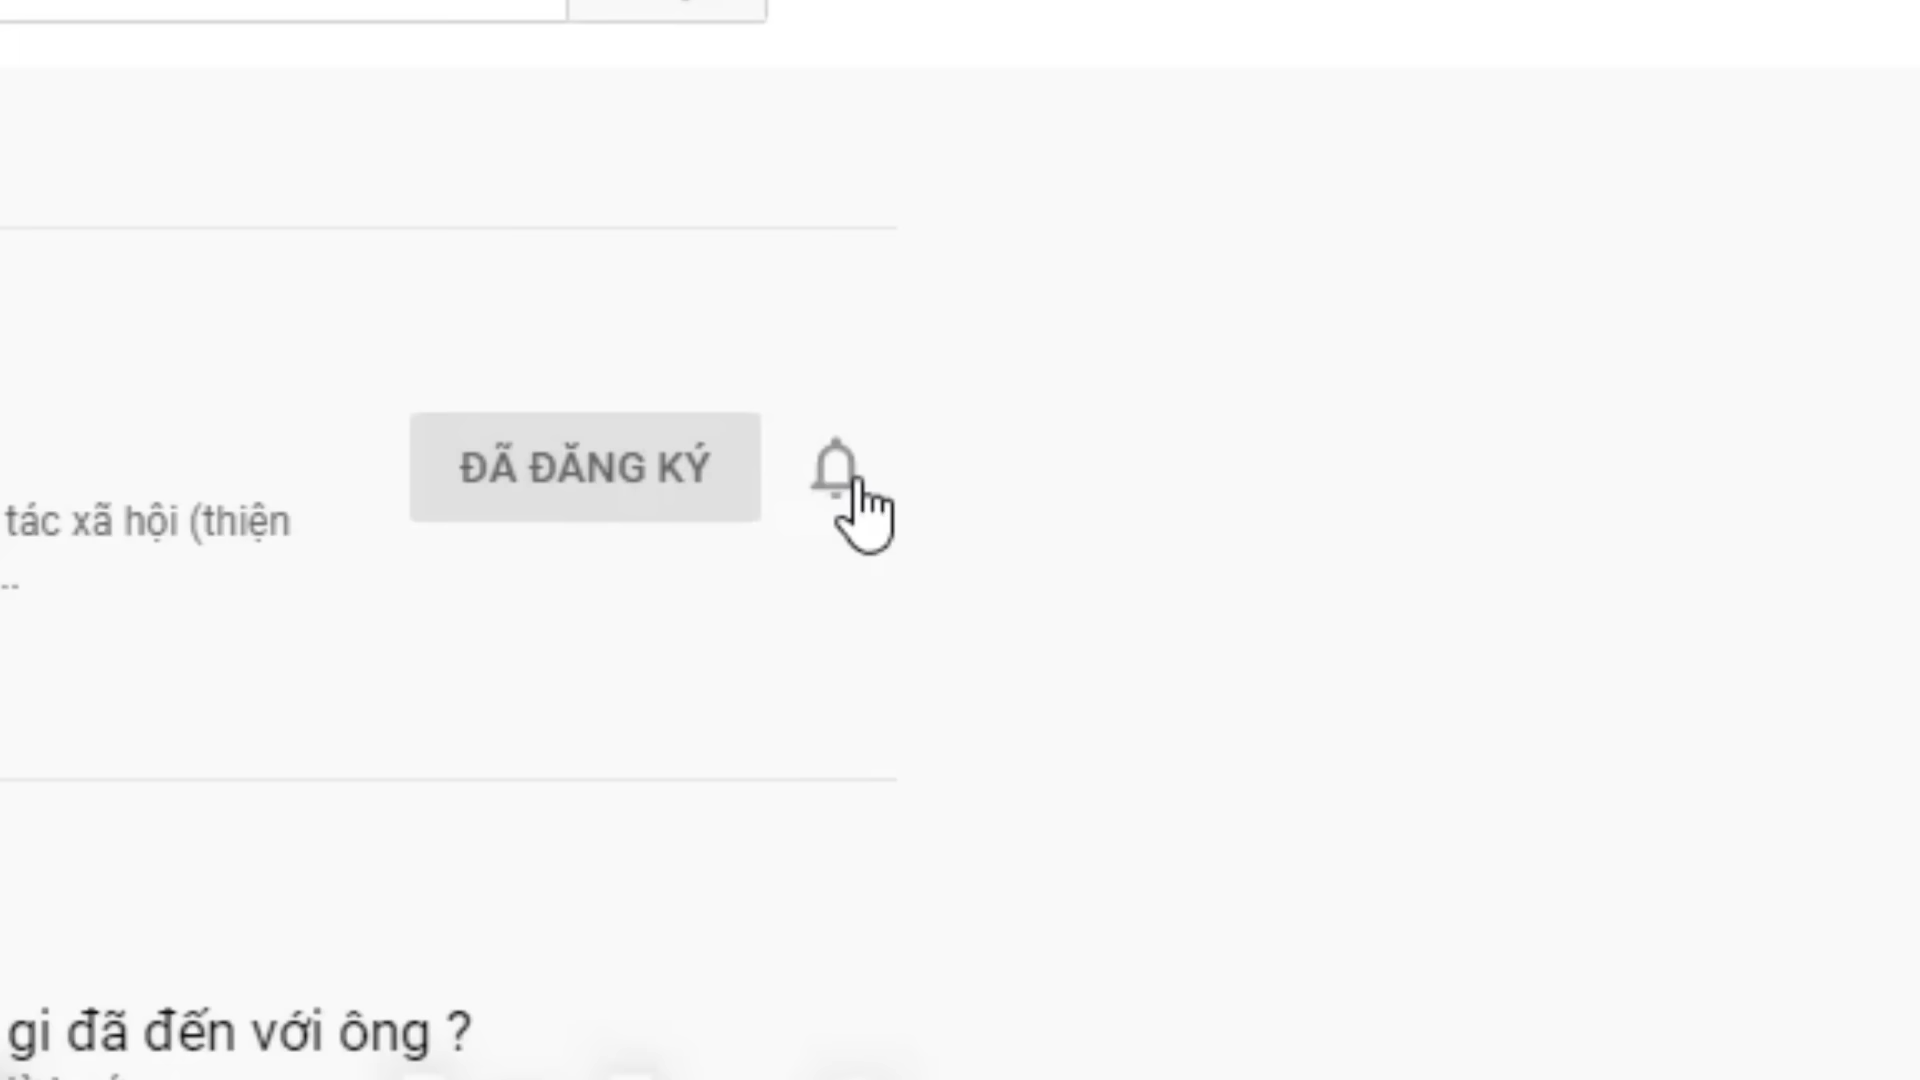 ĐÃ ĐĂNG KÝ
tác xã hội (thiện
...
gi đã đến với ông ?